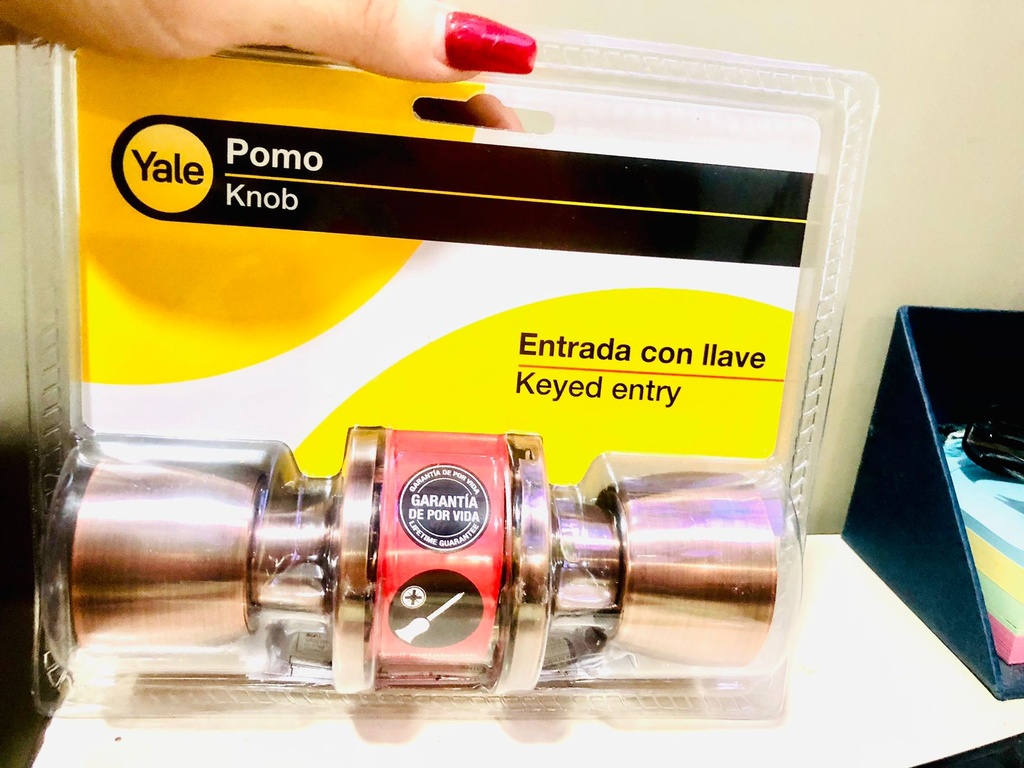 Yale
Pomo
Knob
Entrada con llave
Keyed entry
GARANTÍA DE POR VIDA
GARANTÍA
DE POR VIDA
LIFETIME GUARANTEE